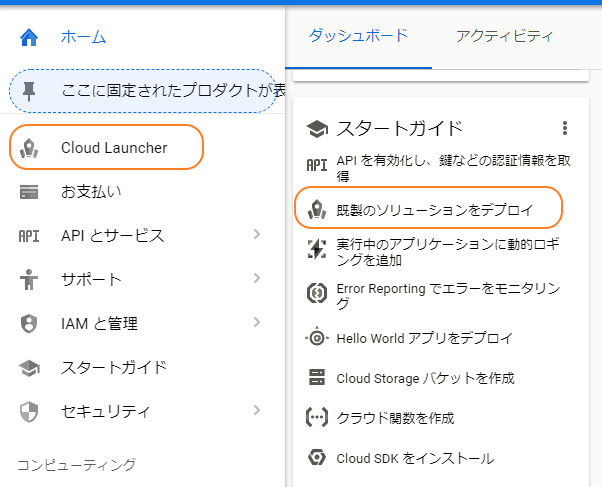 ホーム
ここに固定されたプロダクトが表
Cloud Launcher
お支払い
API APIとサービス
サポート
IAM と管理
スタートガイド
セキュリティ
コンピューティング
ダッシュボード
アクティビティ
スタートガイド
API API を有効化し、鍵などの認証情報を取
得
既製のソリューションをデプロイ
実行中のアプリケーションに動的ロギ
ングを追加
Error Reporting でエラーをモニタリン
グ
Hello World アプリをデプロイ
Cloud Storage バケットを作成
クラウド関数を作成
Cloud SDK をインストール